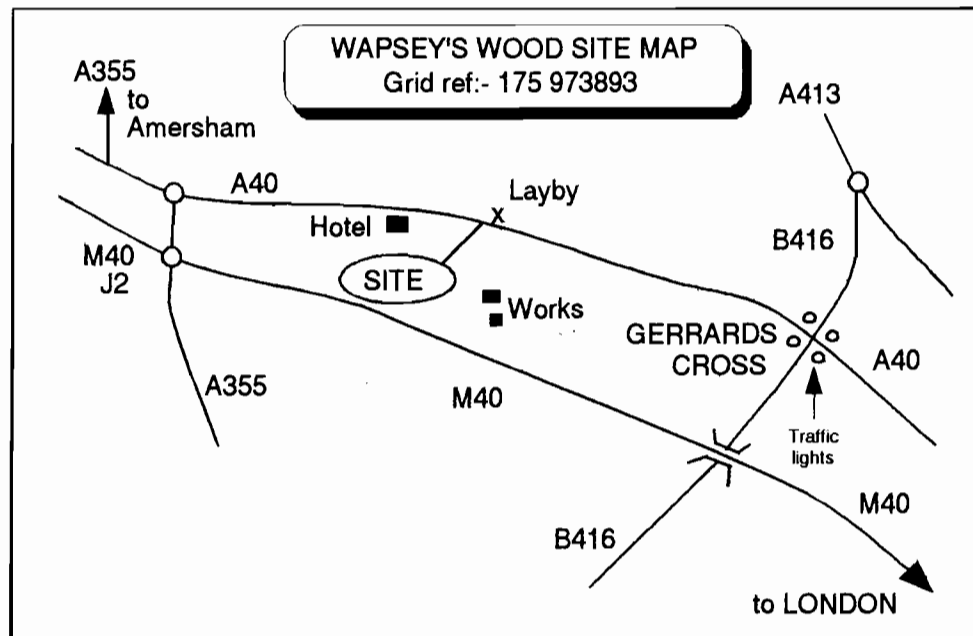 WAPSEY'S WOOD SITE MAP
Grid ref:- 175 973893
A355
to
Amersham
A413
A40
Layby
Hotel
B416
M40
J2
SITE
Works
GERRARDS
CROSS
A40
A355
M40
Traffic
lights
M40
B416
to LONDON